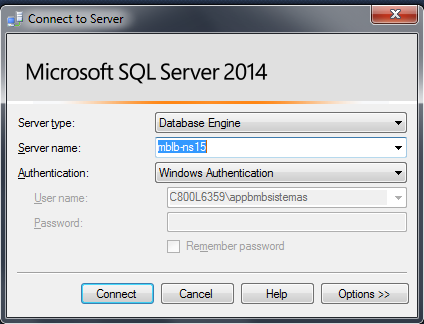 Connect to Server
Microsoft SQL Server 2014
Server type: Database Engine
Server name: mblb-ns15
Authentication: Windows Authentication
User name: C800L6359\appbmbsistemas
Password:
Remember password
Connect Cancel Help Options >>